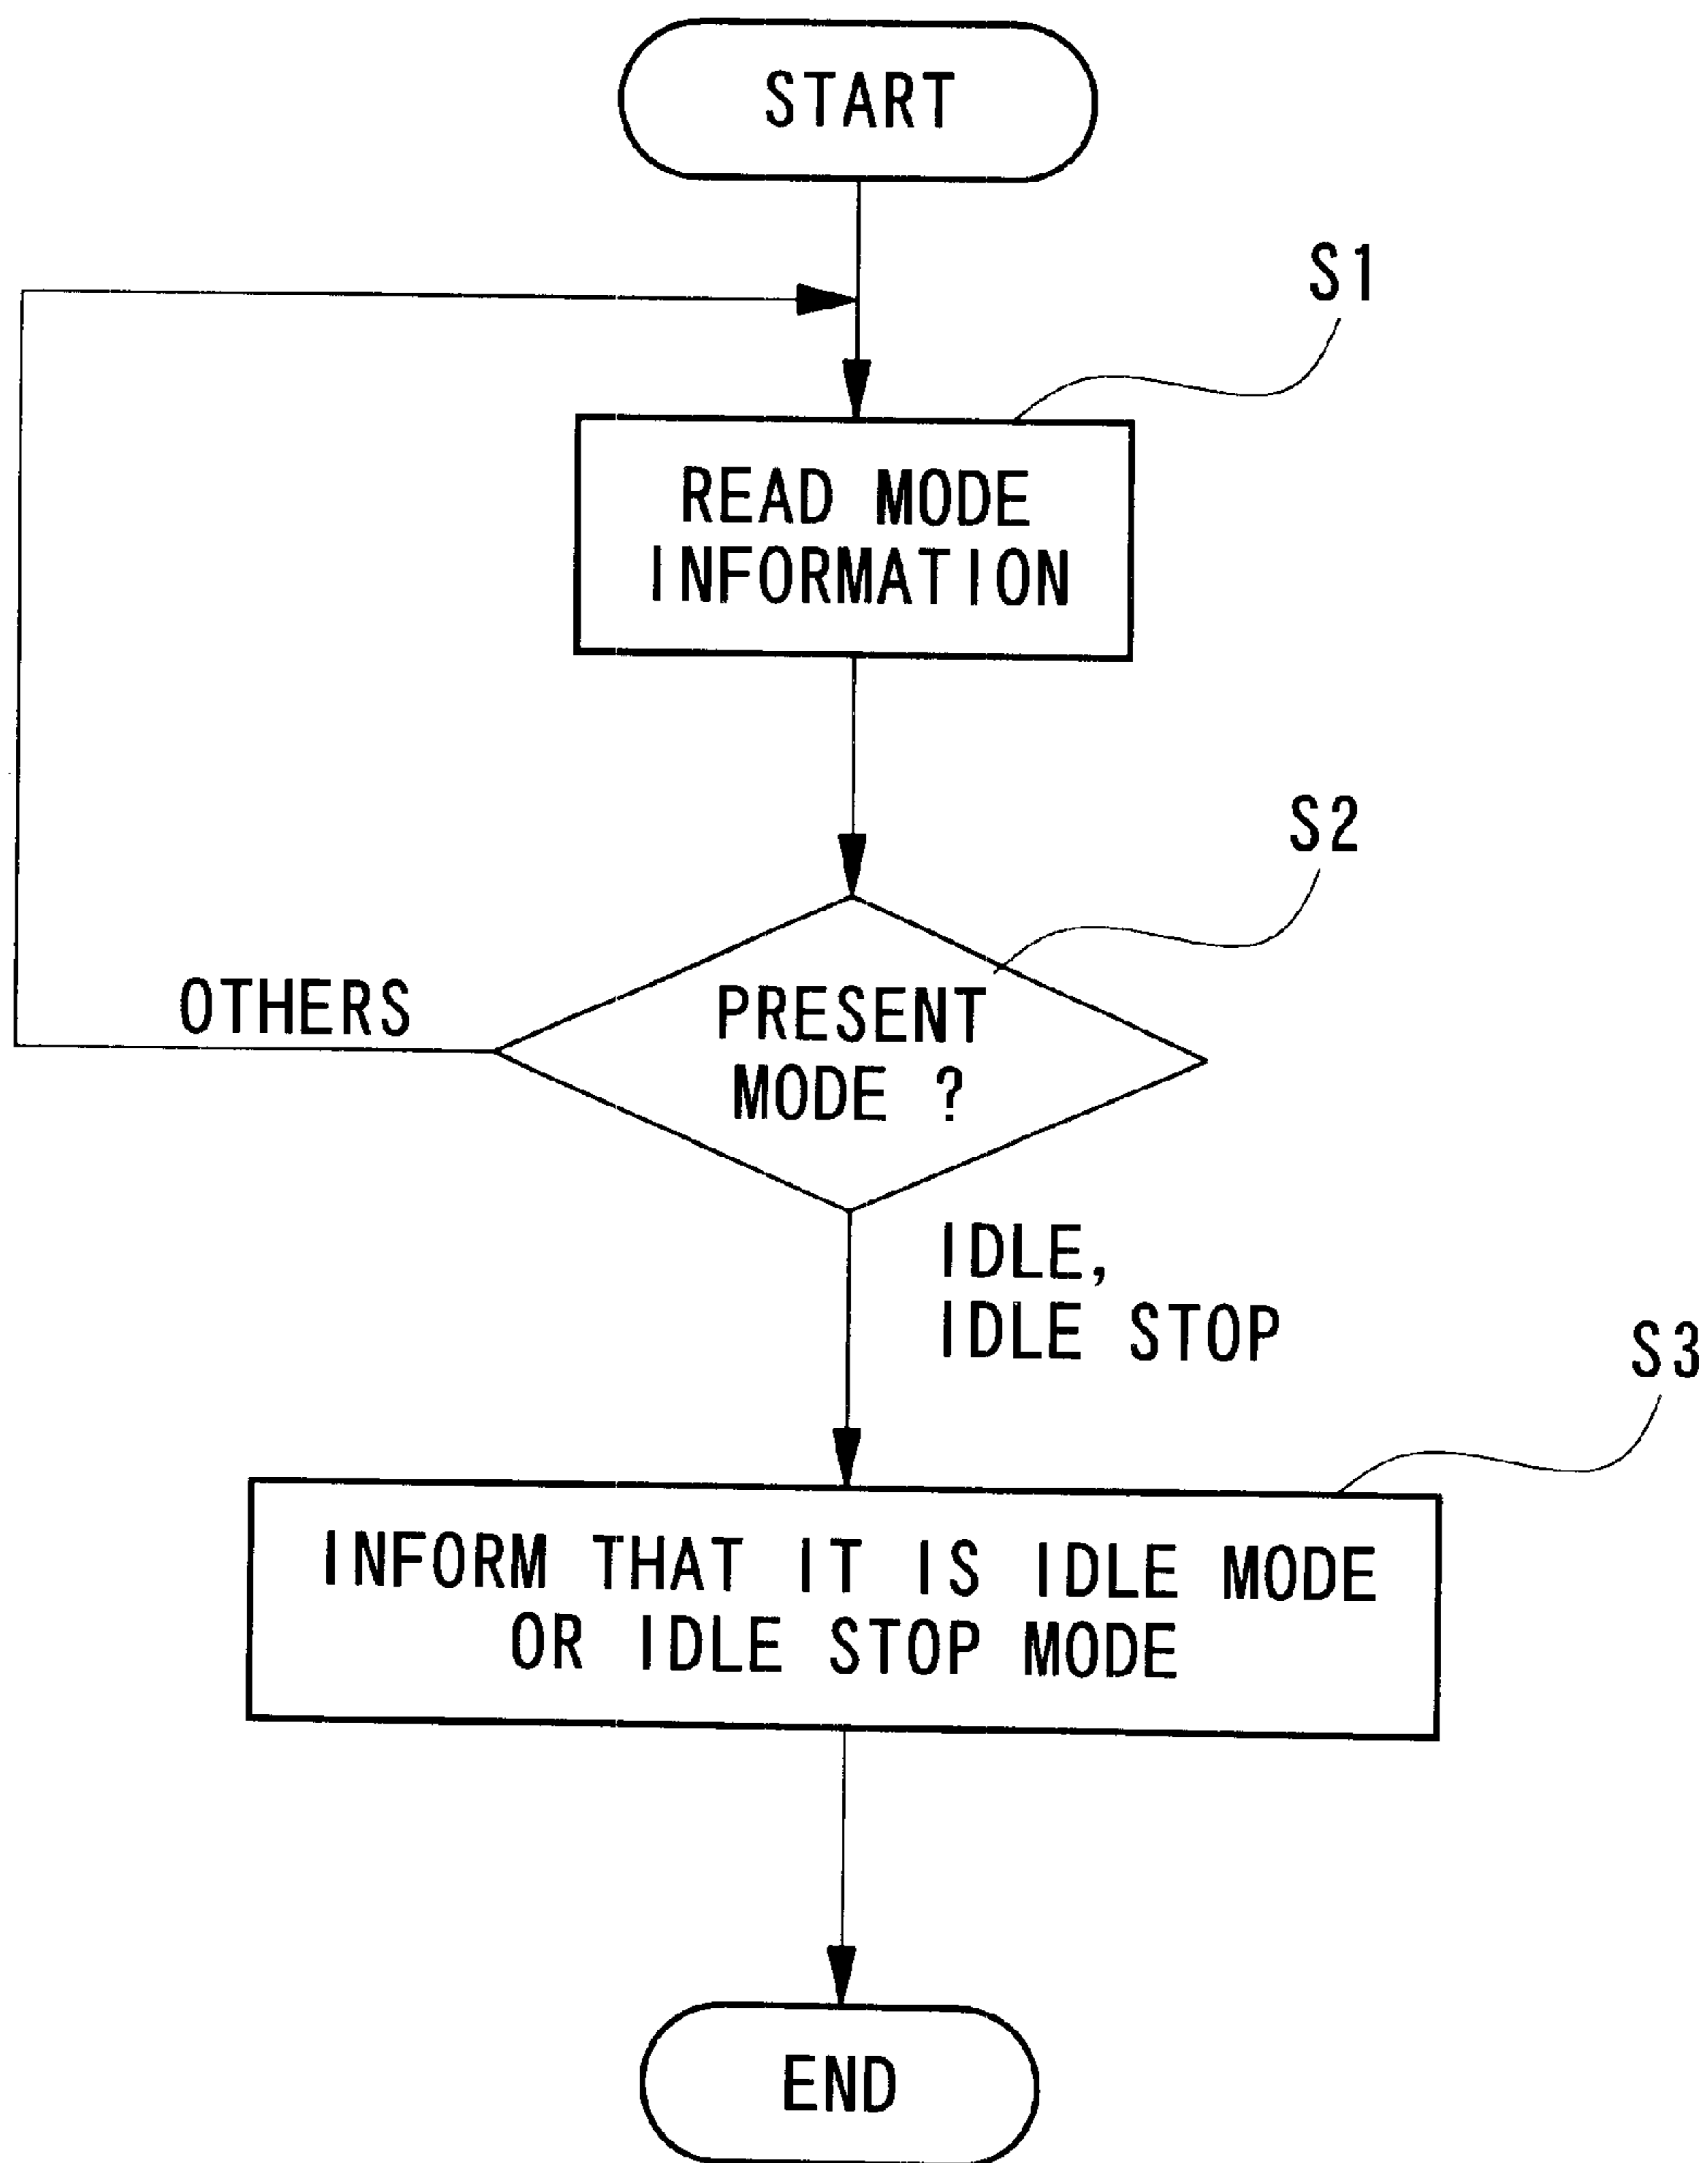 START
S1
READ MODE
INFORMATION
S2
OTHERS
PRESENT
MODE ?
IDLE,
IDLE STOP
S3
INFORM THAT IT IS IDLE MODE
OR IDLE STOP MODE
END